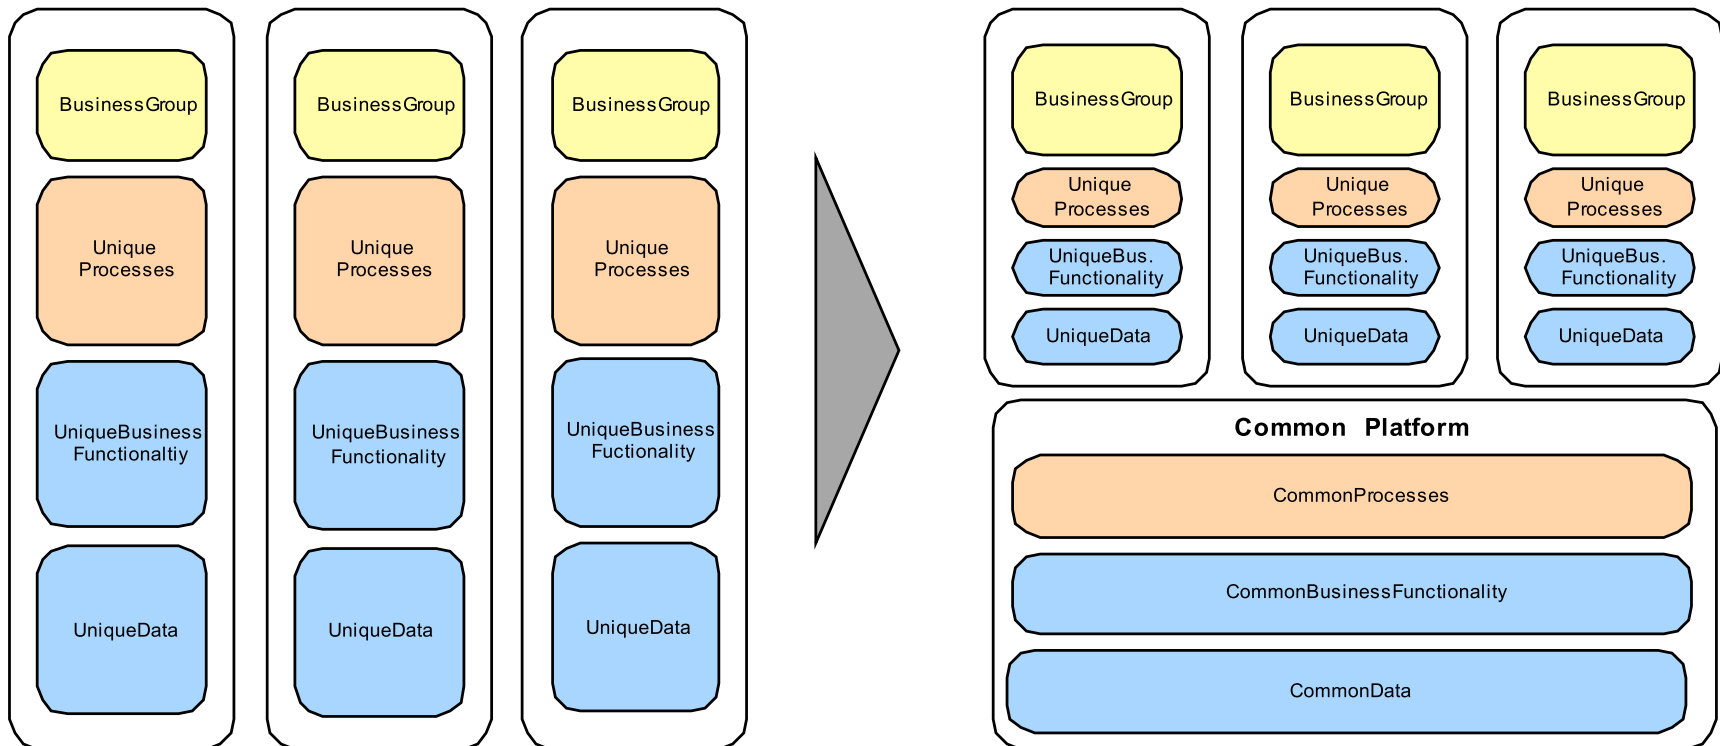 BusinessGroup
Unique
Processes
UniqueBusiness
Functionaltiy
UniqueData
BusinessGroup
Unique
Processes
UniqueBusiness
Functionality
UniqueData
BusinessGroup
Unique
Processes
UniqueBusiness
Fuctionality
UniqueData
BusinessGroup
Unique
Processes
UniqueBus.
Functionality
UniqueData
BusinessGroup
Unique
Processes
UniqueBus.
Functionality
UniqueData
BusinessGroup
Unique
Processes
UniqueBus.
Functionality
UniqueData
Common Platform
CommonProcesses
CommonBusinessFunctionality
CommonData